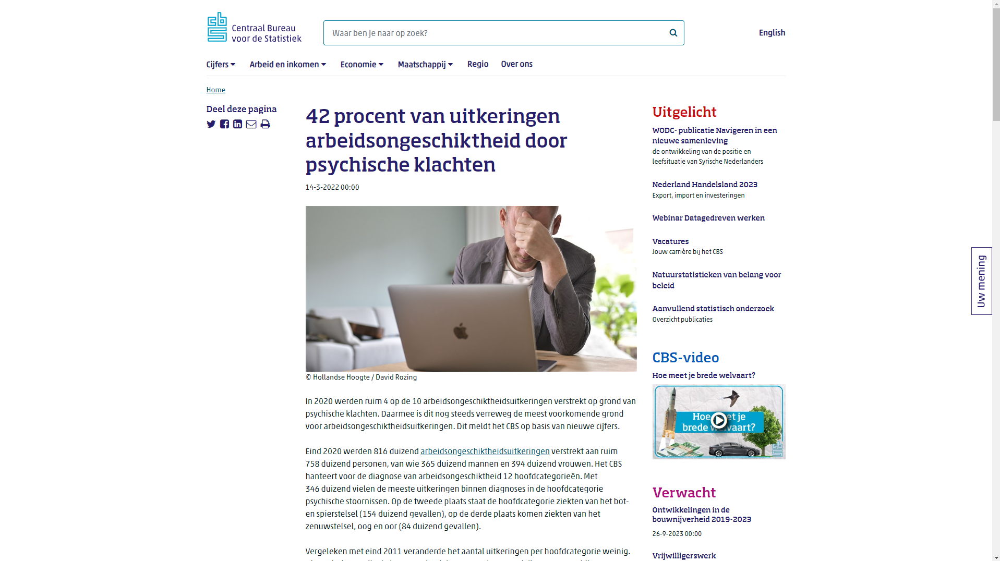 Centraal Bureau
voor de Statistiek
Waar ben je naar op zoek?
English
Cijfers
Arbeid en inkomen
Economie
Maatschappij
Regio
Over ons
Home
Deel deze pagina
42 procent van uitkeringen
arbeidsongeschiktheid door
psychische klachten
14-3-2022 00:00
© Hollandse Hoogte / David Rozing
In 2020 werden ruim 4 op de 10 arbeidsongeschiktheidsuitkeringen verstrekt op grond van
psychische klachten. Daarmee is dit nog steeds verreweg de meest voorkomende grond
voor arbeidsongeschiktheidsuitkeringen. Dit meldt het CBS op basis van nieuwe cijfers.
Eind 2020 werden 816 duizend arbeidsongeschiktheidsuitkeringen verstrekt aan ruim
758 duizend personen, van wie 365 duizend mannen en 394 duizend vrouwen. Het CBS
hanteert voor de diagnose van arbeidsongeschiktheid 12 hoofdcategorieën. Met
346 duizend vielen de meeste uitkeringen binnen diagnoses in de hoofdcategorie
psychische stoornissen. Op de tweede plaats staat de hoofdcategorie ziekten van het bot-
en spierstelsel (154 duizend gevallen), op de derde plaats komen ziekten van het
zenuwstelsel, oog en oor (84 duizend gevallen).
Vergeleken met eind 2011 veranderde het aantal uitkeringen per hoofdcategorie weinig.
Uitgelicht
WODC- publicatie Navigeren in een
nieuwe samenleving
de ontwikkeling van de positie en
leefsituatie van Syrische Nederlanders
Nederland Handelsland 2023
Export, import en investeringen
Webinar Datagedreven werken
Vacatures
Jouw carrière bij het CBS
Natuurstatistieken van belang voor
beleid
Aanvullend statistisch onderzoek
Overzicht publicaties
CBS-video
Hoe meet je brede welvaart?
Hoe meet je
brede welvaart?
Verwacht
Ontwikkelingen in de
bouwnijverheid 2019-2023
26-9-2023 00:00
Vrijwilligerswerk
Uw mening